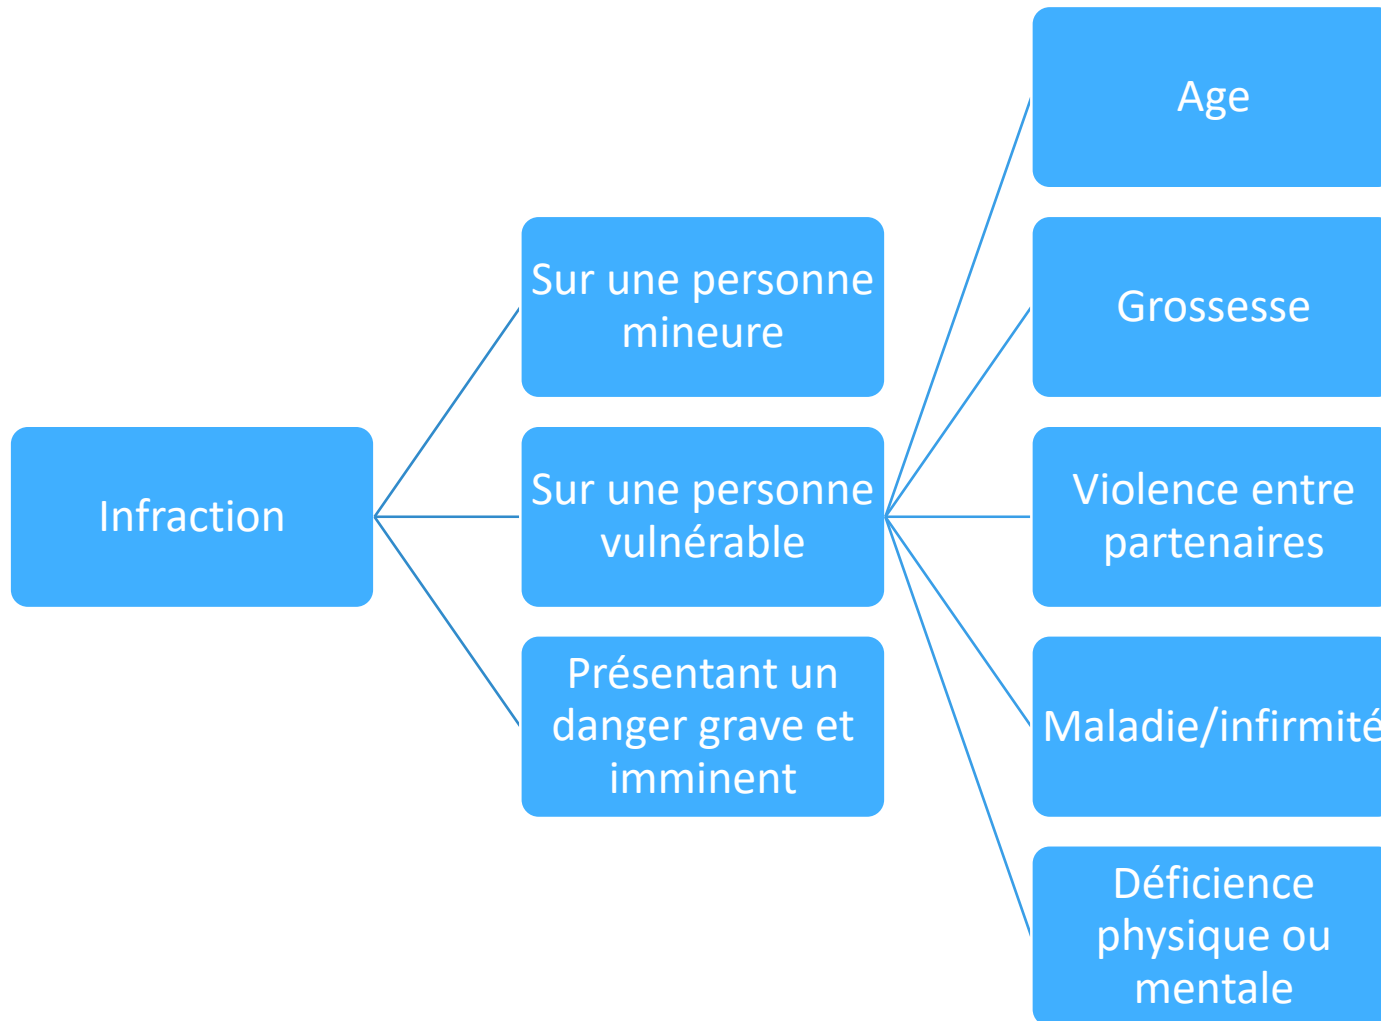 Infraction
Sur une personne
mineure
Sur une personne
vulnérable
Présentant un
danger grave et
imminent
Age
Grossesse
Violence entre
partenaires
Maladie/infirmité
Déficience
physique ou
mentale